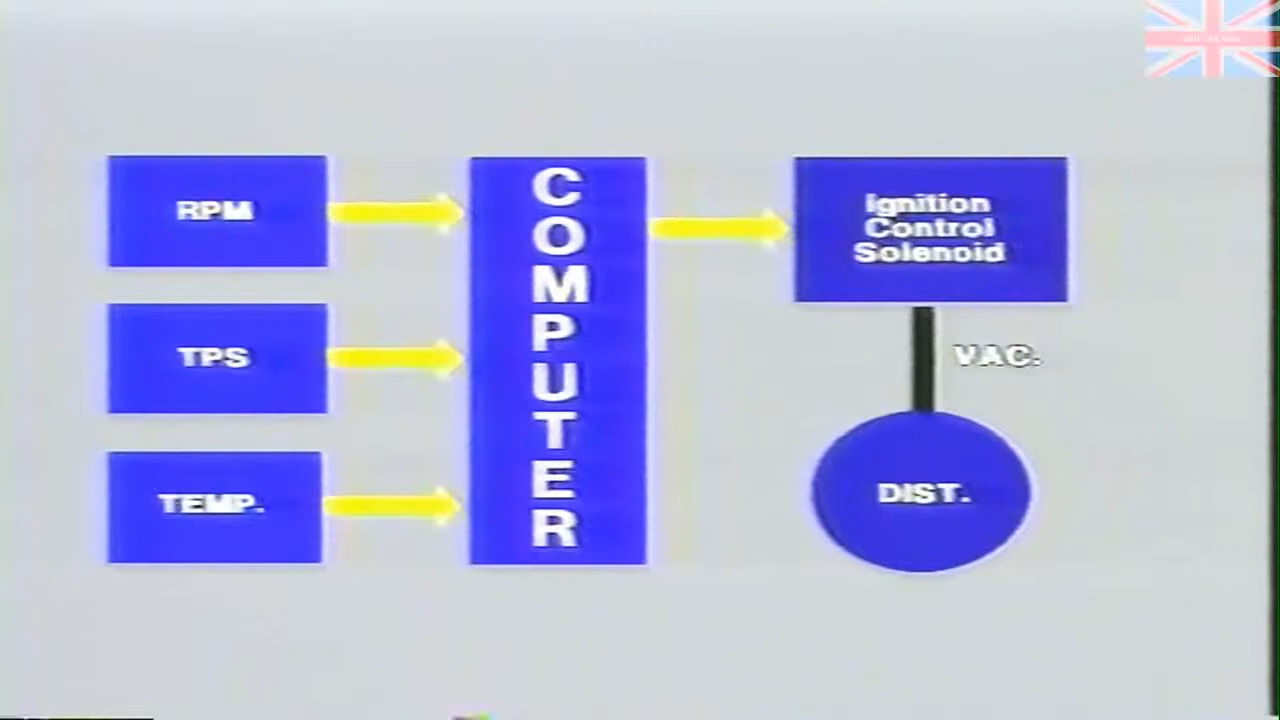 RPM
TPS
TEMP.
COMPUTER
Ignition
Control
Solenoid
VAC.
DIST.